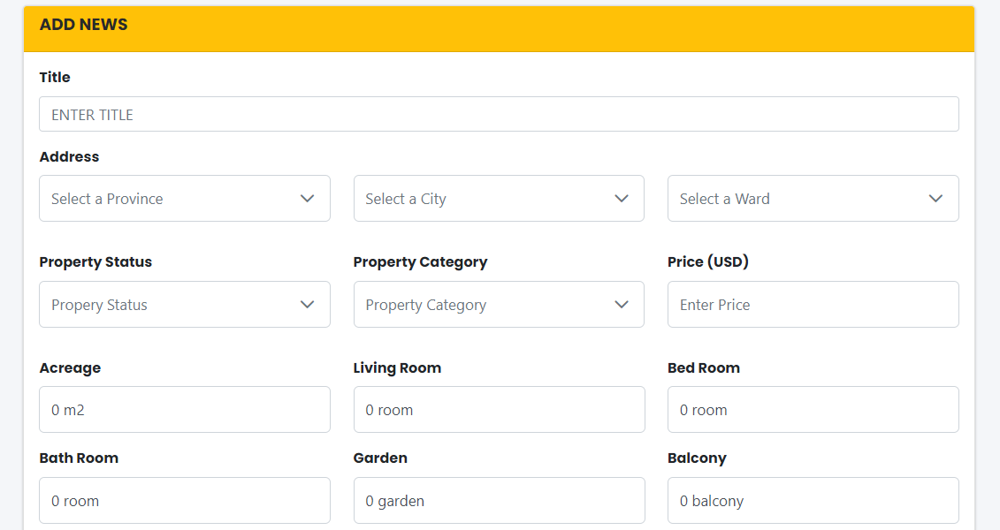 ADD NEWS
Title
ENTER TITLE
Address
Select a Province Select a City Select a Ward
Property Status Property Category Price (USD)
Propery Status Property Category Enter Price
Acreage Living Room Bed Room
0 m2 0 room 0 room
Bath Room Garden Balcony
0 room 0 garden 0 balcony